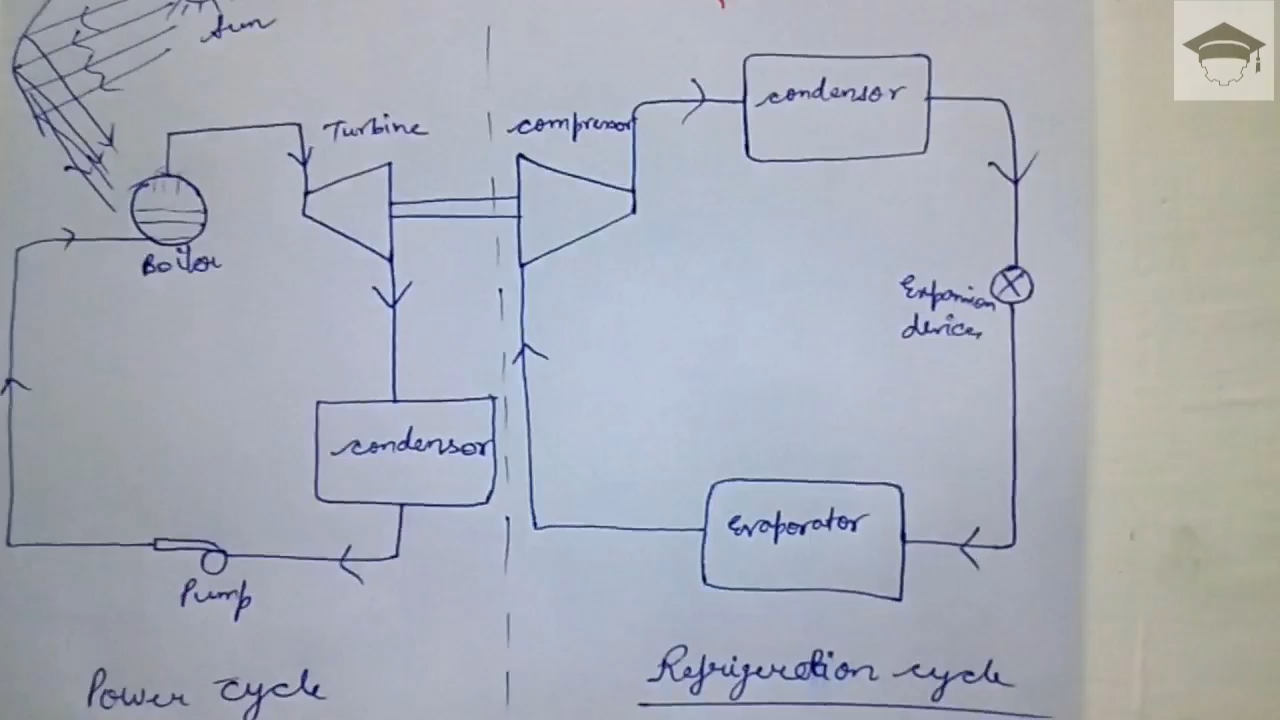 Sun
Turbine
compressor
condensor
Boiler
Expansion
device
condensor
Evaporator
Pump
Power cycle
Refrigeration cycle